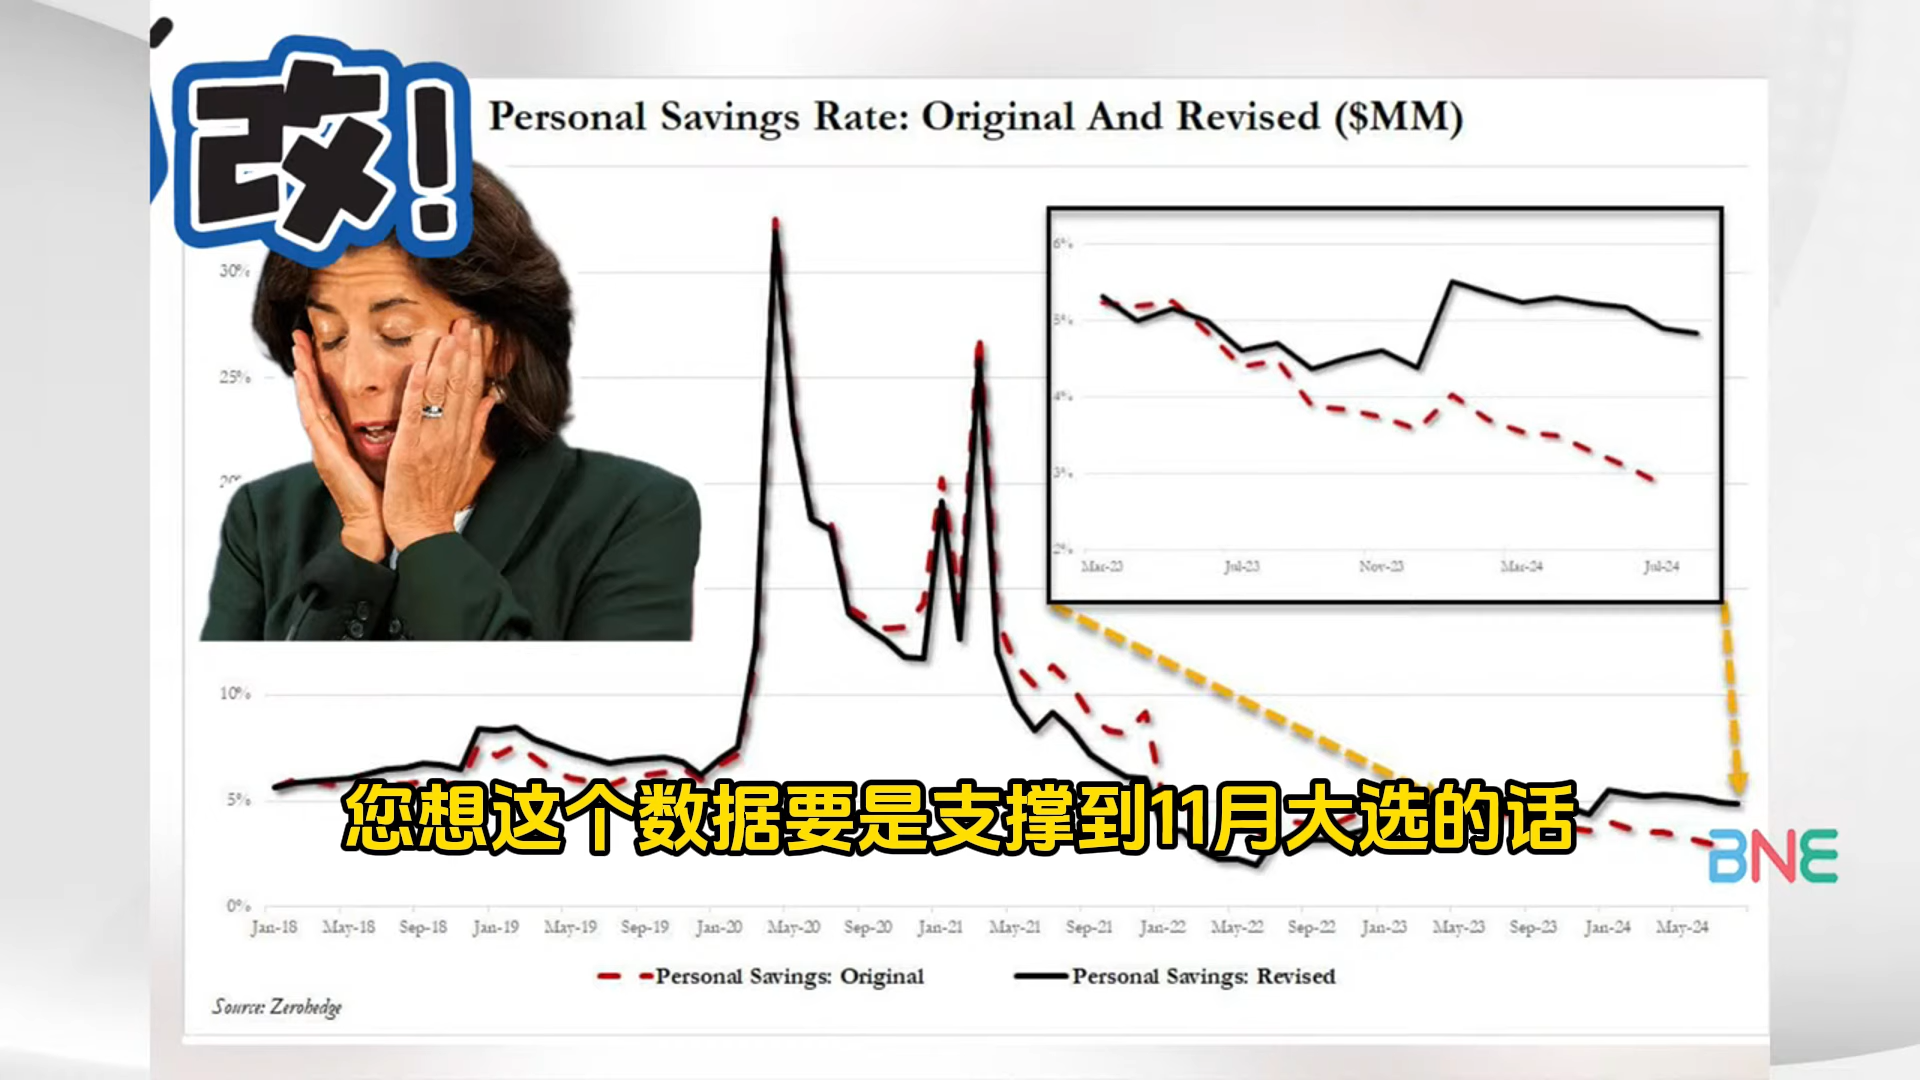 改!
Personal Savings Rate: Original And Revised ($MM)
30%
25%
10%
5%
0%
6%
5%
4%
3%
2%
Mar-23 Jul-23 Nov-23 Mar-24 Jul-24
您想这个数据要是支撑到11月大选的话
BNE
Jan-18 May-18 Sep-18 Jan-19 May-19 Sep-19 Jan-20 May-20 Sep-20 Jan-21 May-21 Sep-21 Jan-22 May-22 Sep-22 Jan-23 May-23 Sep-23 Jan-24 May-24
Personal Savings: Original Personal Savings: Revised
Source: Zerohedge